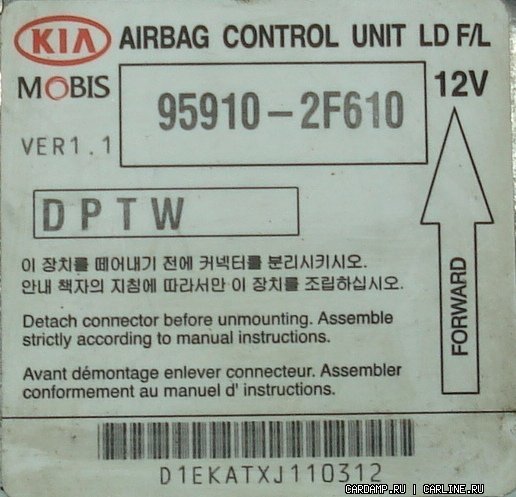 KIA AIRBAG CONTROL UNIT LD F/L
MOBIS 95910-2F610 12V
VER1.1
DPTW
이 장치를 떼어내기 전에 커넥터를 분리시키시오.
안내 책자의 지침에 따라서만 이 장치를 조립하십시오.
Detach connector before unmounting. Assemble
strictly according to manual instructions.
Avant démontage enlever connecteur. Assembler
conformement au manuel d' instructions.
FORWARD
D1EKATXJ110312
CARDAMP.RU | CARLINE.RU